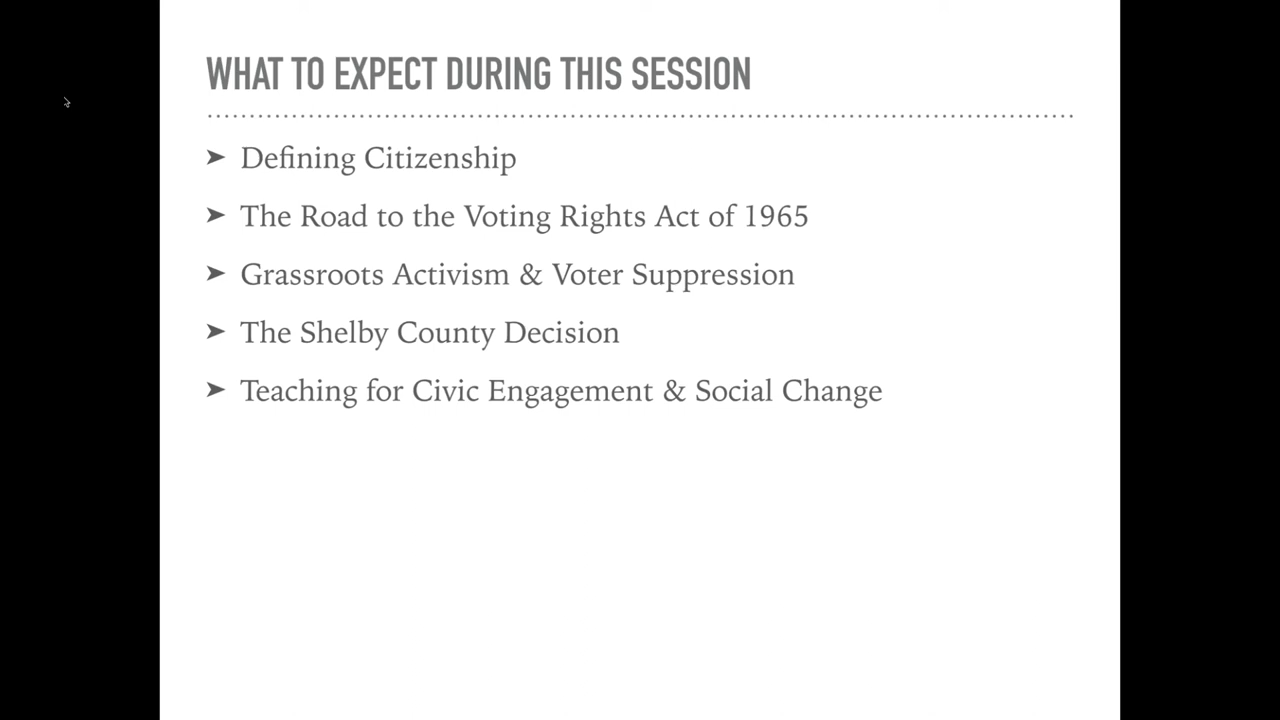 WHAT TO EXPECT DURING THIS SESSION
➤ Defining Citizenship
➤ The Road to the Voting Rights Act of 1965
➤ Grassroots Activism & Voter Suppression
➤ The Shelby County Decision
➤ Teaching for Civic Engagement & Social Change